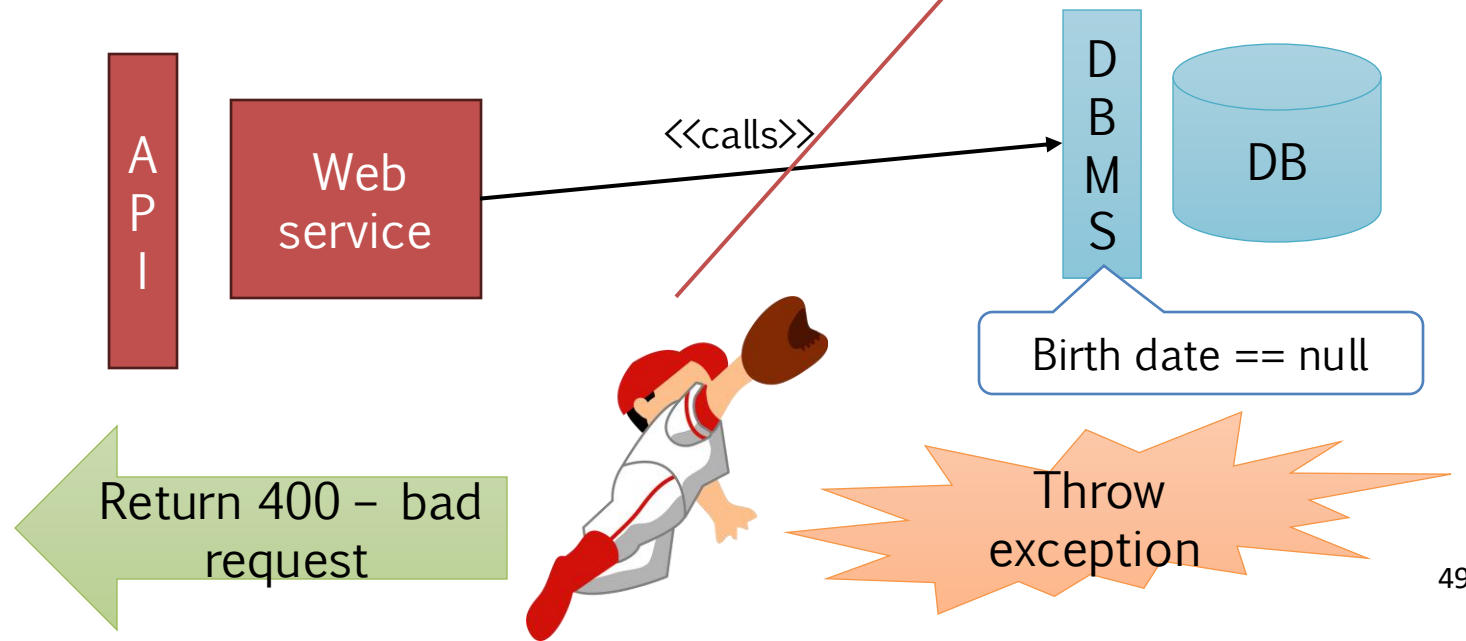 A
P
I
Web
service
<<calls>>
D
B
M
S
DB
Birth date == null
Return 400 – bad
request
Throw
exception
49